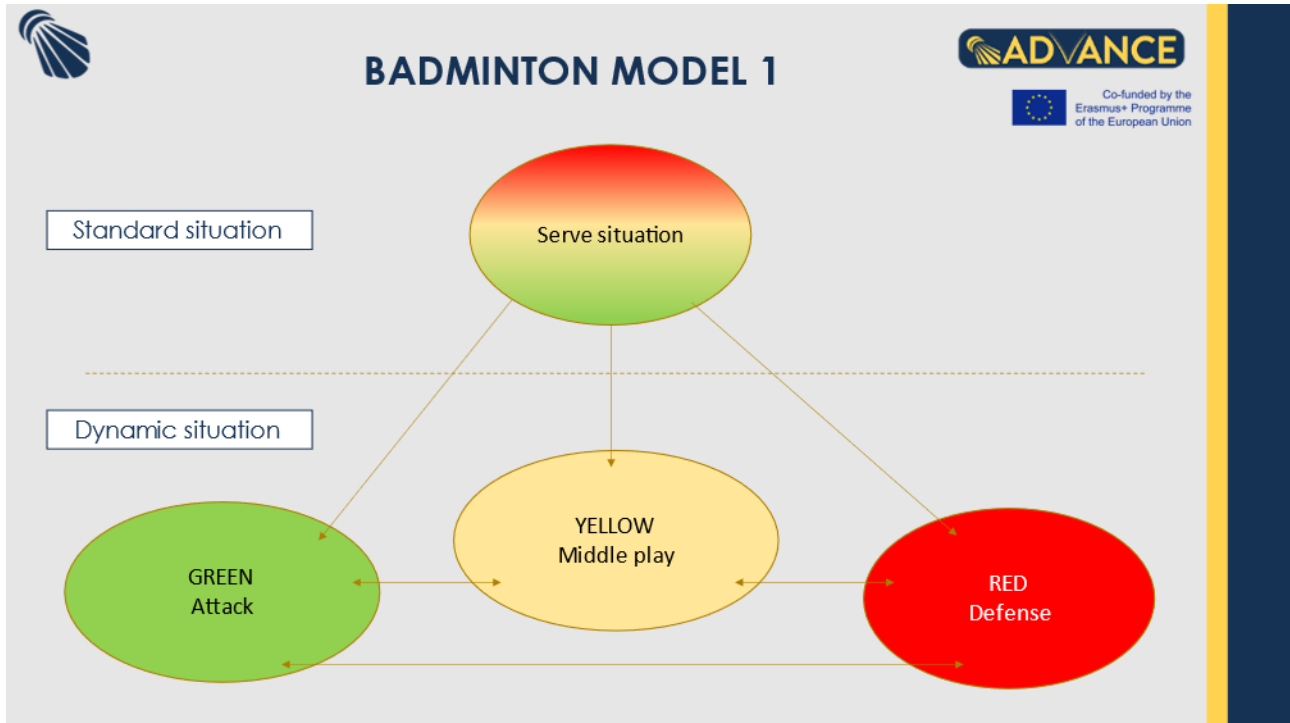 BADMINTON MODEL 1
ADVANCE
Co-funded by the
Erasmus+ Programme
of the European Union
Standard situation
Serve situation
Dynamic situation
YELLOW
Middle play
GREEN
Attack
RED
Defense